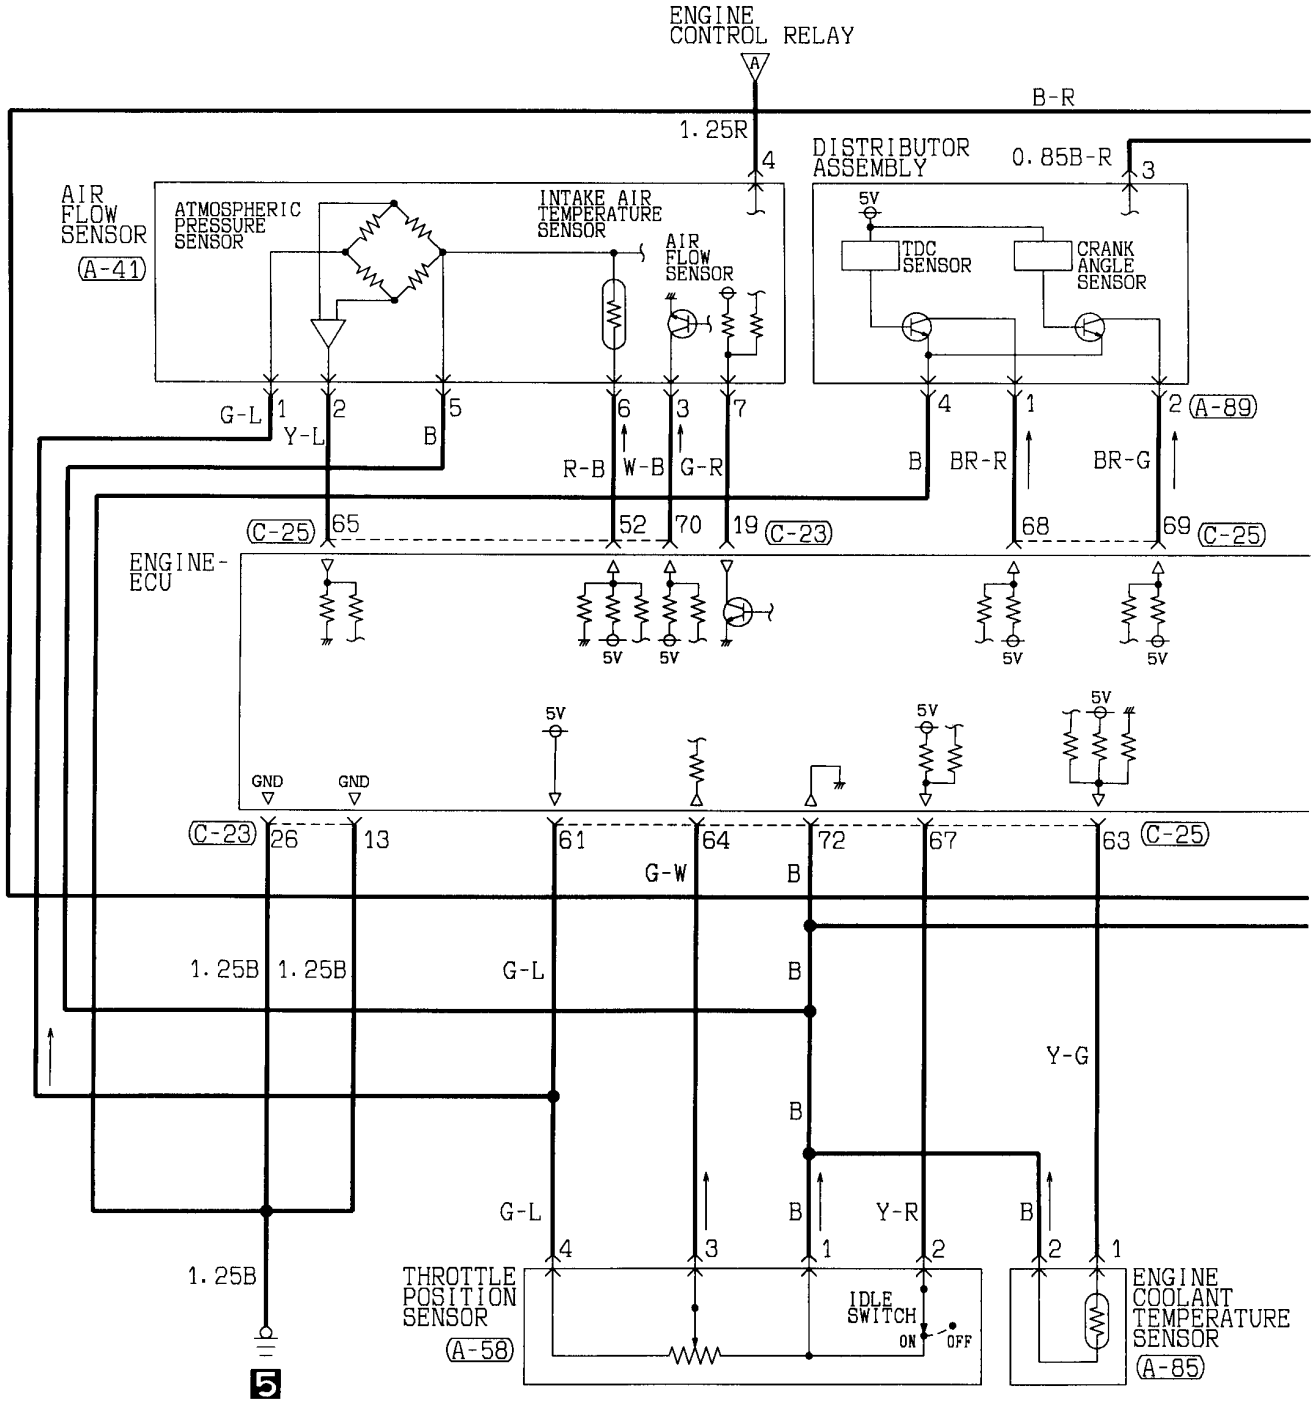 ENGINE
CONTROL RELAY
A
B-R
1.25R
4
DISTRIBUTOR
ASSEMBLY
0.85B-R
3
AIR
FLOW
SENSOR
(A-41)
ATMOSPHERIC
PRESSURE
SENSOR
INTAKE AIR
TEMPERATURE
SENSOR
AIR
FLOW
SENSOR
5V
TDC
SENSOR
CRANK
ANGLE
SENSOR
G-L
1
2
5
6
3
7
4
1
2
(A-89)
Y-L
B
R-B
W-B
G-R
B
BR-R
BR-G
(C-25)
65
52
70
19
(C-23)
68
69
(C-25)
ENGINE-
ECU
5V
5V
5V
5V
5V
5V
5V
GND
GND
(C-23)
26
13
61
64
72
67
63
(C-25)
G-W
B
1.25B
1.25B
G-L
B
Y-G
B
G-L
B
Y-R
B
4
3
1
2
2
1
1.25B
THROTTLE
POSITION
SENSOR
(A-58)
IDLE
SWITCH
ON
OFF
ENGINE
COOLANT
TEMPERATURE
SENSOR
(A-85)
5